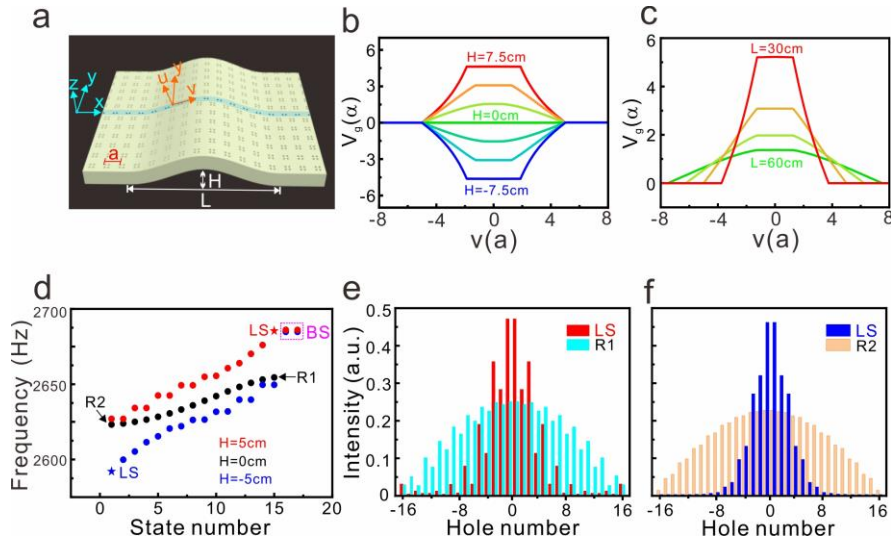 a
z
y
x
u
y
v
a
H
L
b
V_g(α)
6
3
0
-3
-6
H=7.5cm
H=0cm
H=-7.5cm
-8
-4
0
4
8
v(a)
c
V_g(α)
6
4
2
0
L=30cm
L=60cm
-8
-4
0
4
8
v(a)
d
Frequency (Hz)
2700
2650
2600
LS
BS
R2
R1
LS
H=5cm
H=0cm
H=-5cm
0
5
10
15
20
State number
e
Intensity (a.u.)
0.5
0.4
0.3
0.2
0.1
0
LS
R1
-16
-8
0
8
16
Hole number
f
LS
R2
-16
-8
0
8
16
Hole number